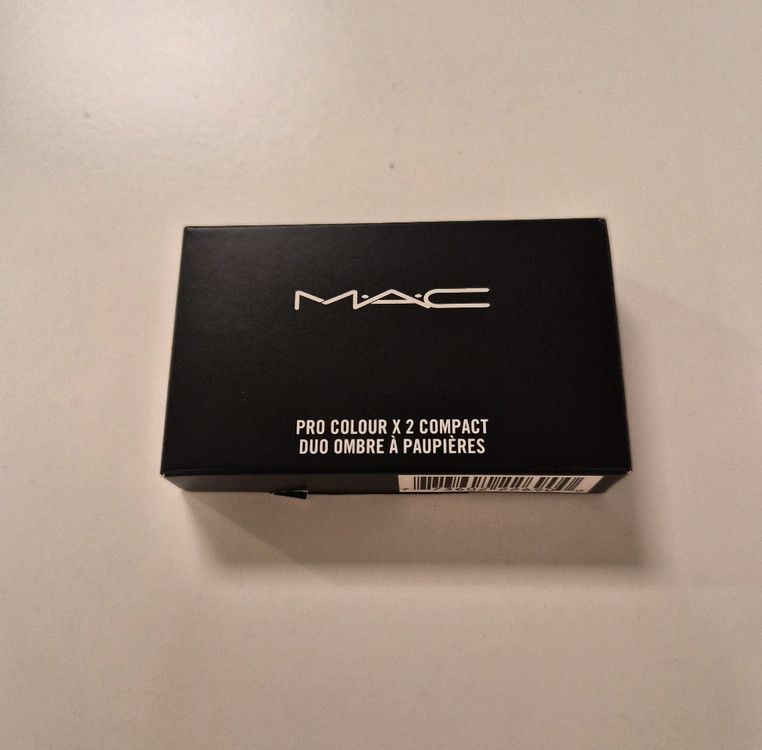 M·A·C
PRO COLOUR X 2 COMPACT
DUO OMBRE À PAUPIÈRES